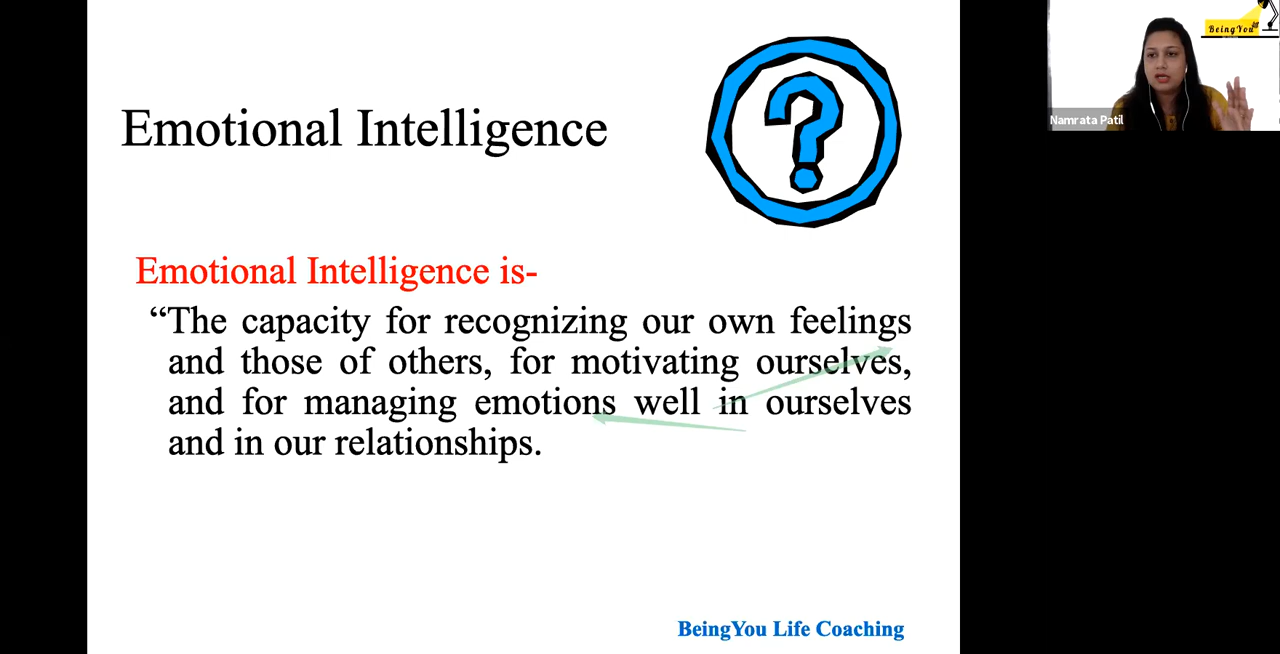 Emotional Intelligence
Emotional Intelligence is-
“The capacity for recognizing our own feelings
and those of others, for motivating ourselves,
and for managing emotions well in ourselves
and in our relationships.
BeingYou Life Coaching
BeingYou
Namrata Patil